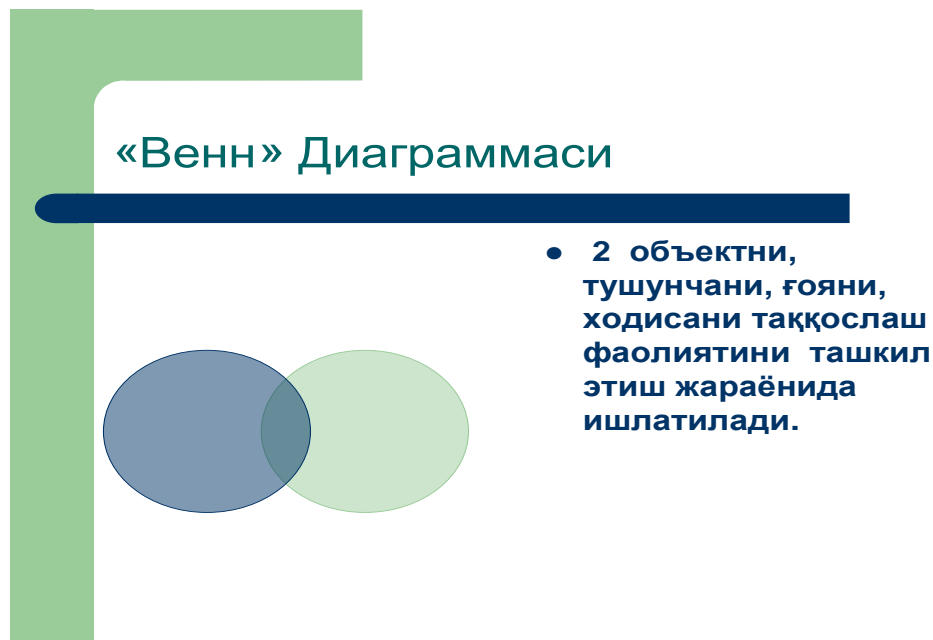 «Венн» Диаграммаси
● 2 объектни,
тушунчани, ғояни,
ходисани таққослаш
фаолиятини ташкил
этиш жараёнида
ишлатилади.